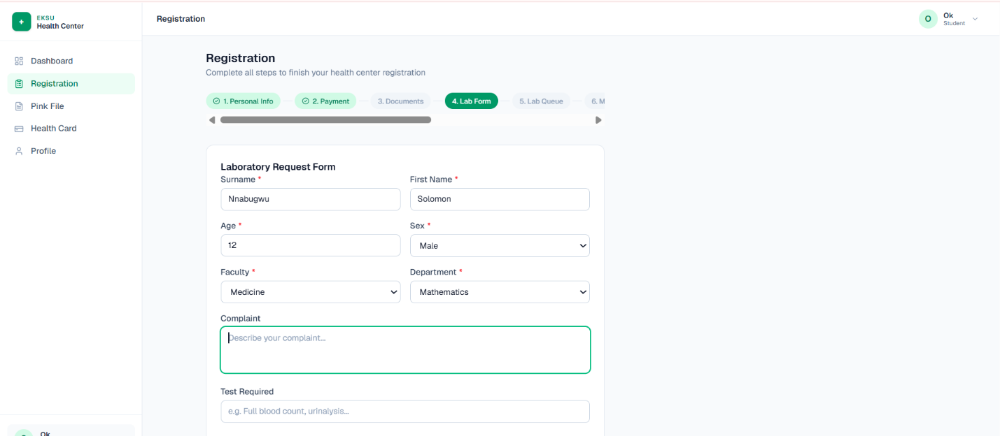 EKSU
Health Center
Registration
O
Ok
Student
Dashboard
Registration
Pink File
Health Card
Profile
Registration
Complete all steps to finish your health center registration
1. Personal Info
2. Payment
3. Documents
4. Lab Form
5. Lab Queue
6. M
Laboratory Request Form
Surname * First Name *
Nnabugwu Solomon
Age * Sex *
12 Male
Faculty * Department *
Medicine Mathematics
Complaint
Describe your complaint...
Test Required
e.g. Full blood count, urinalysis...
Ok